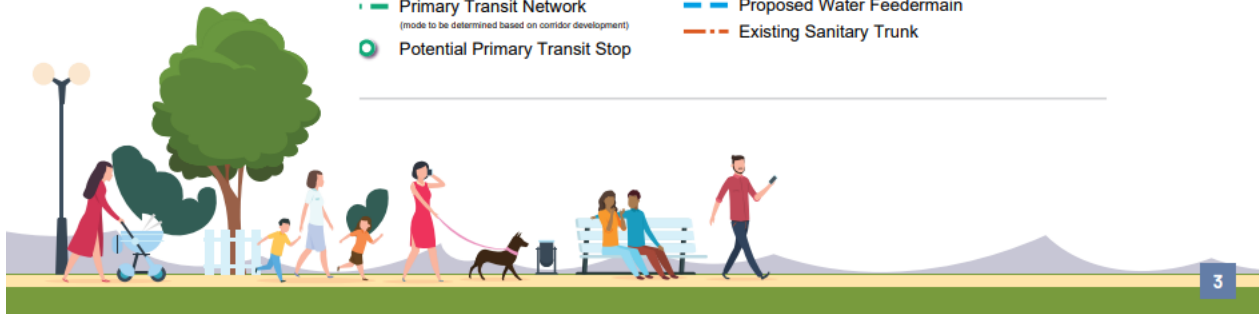 Primary Transit Network
(mode to be determined based on corridor development)
Potential Primary Transit Stop
Proposed Water Feedermain
Existing Sanitary Trunk
3